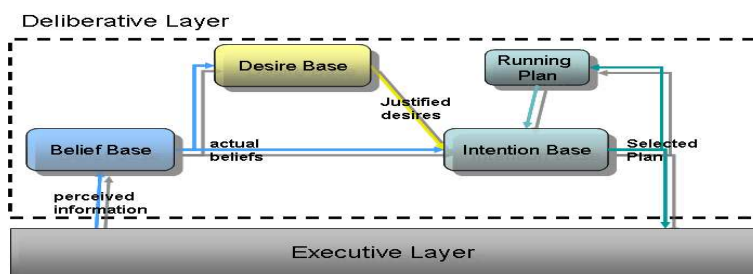 Deliberative Layer
Desire Base
Running
Plan
Justified
desires
Belief Base
actual
beliefs
Intention Base
Selected
Plan
perceived
information
Executive Layer